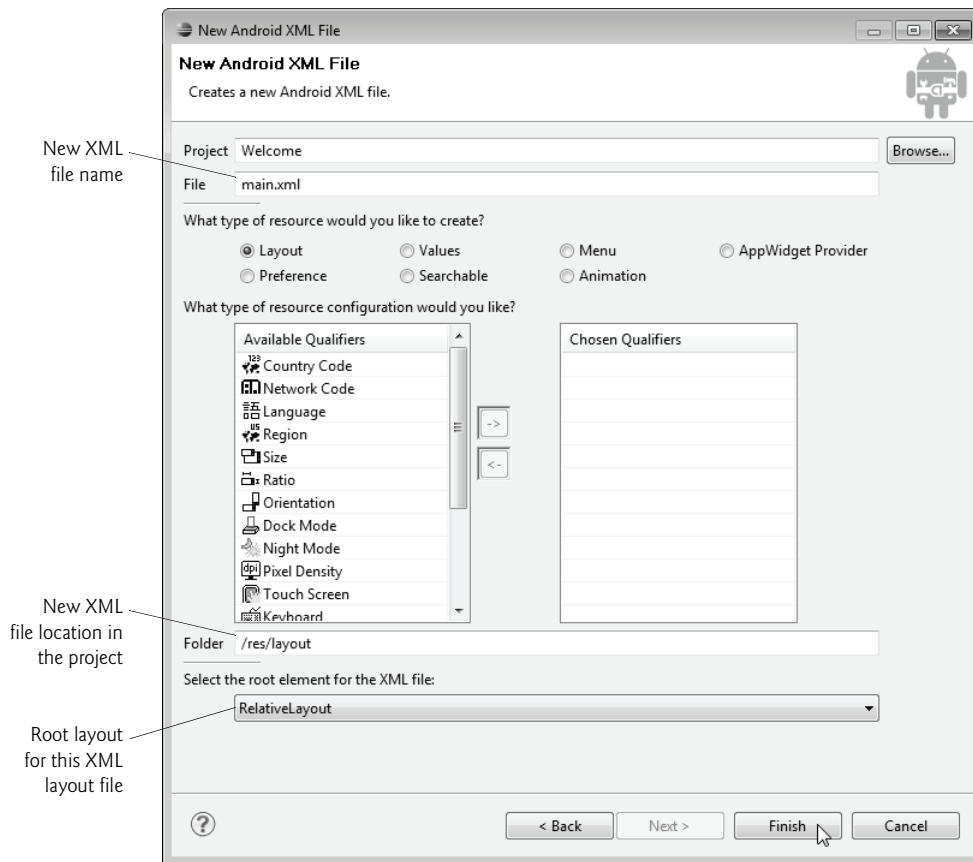 New Android XML File
New Android XML File
Creates a new Android XML file.
New XML
file name
Project Welcome Browse...
File main.xml
What type of resource would you like to create?
Layout Values Menu AppWidget Provider
Preference Searchable Animation
What type of resource configuration would you like?
Available Qualifiers
123 Country Code
Network Code
語言 Language
US Region
Size
Ratio
Orientation
Dock Mode
Night Mode
dpi Pixel Density
Touch Screen
Keyboard
->
<-
Chosen Qualifiers
New XML
file location in
the project
Folder /res/layout
Select the root element for the XML file:
RelativeLayout
Root layout
for this XML
layout file
?
< Back Next > Finish Cancel